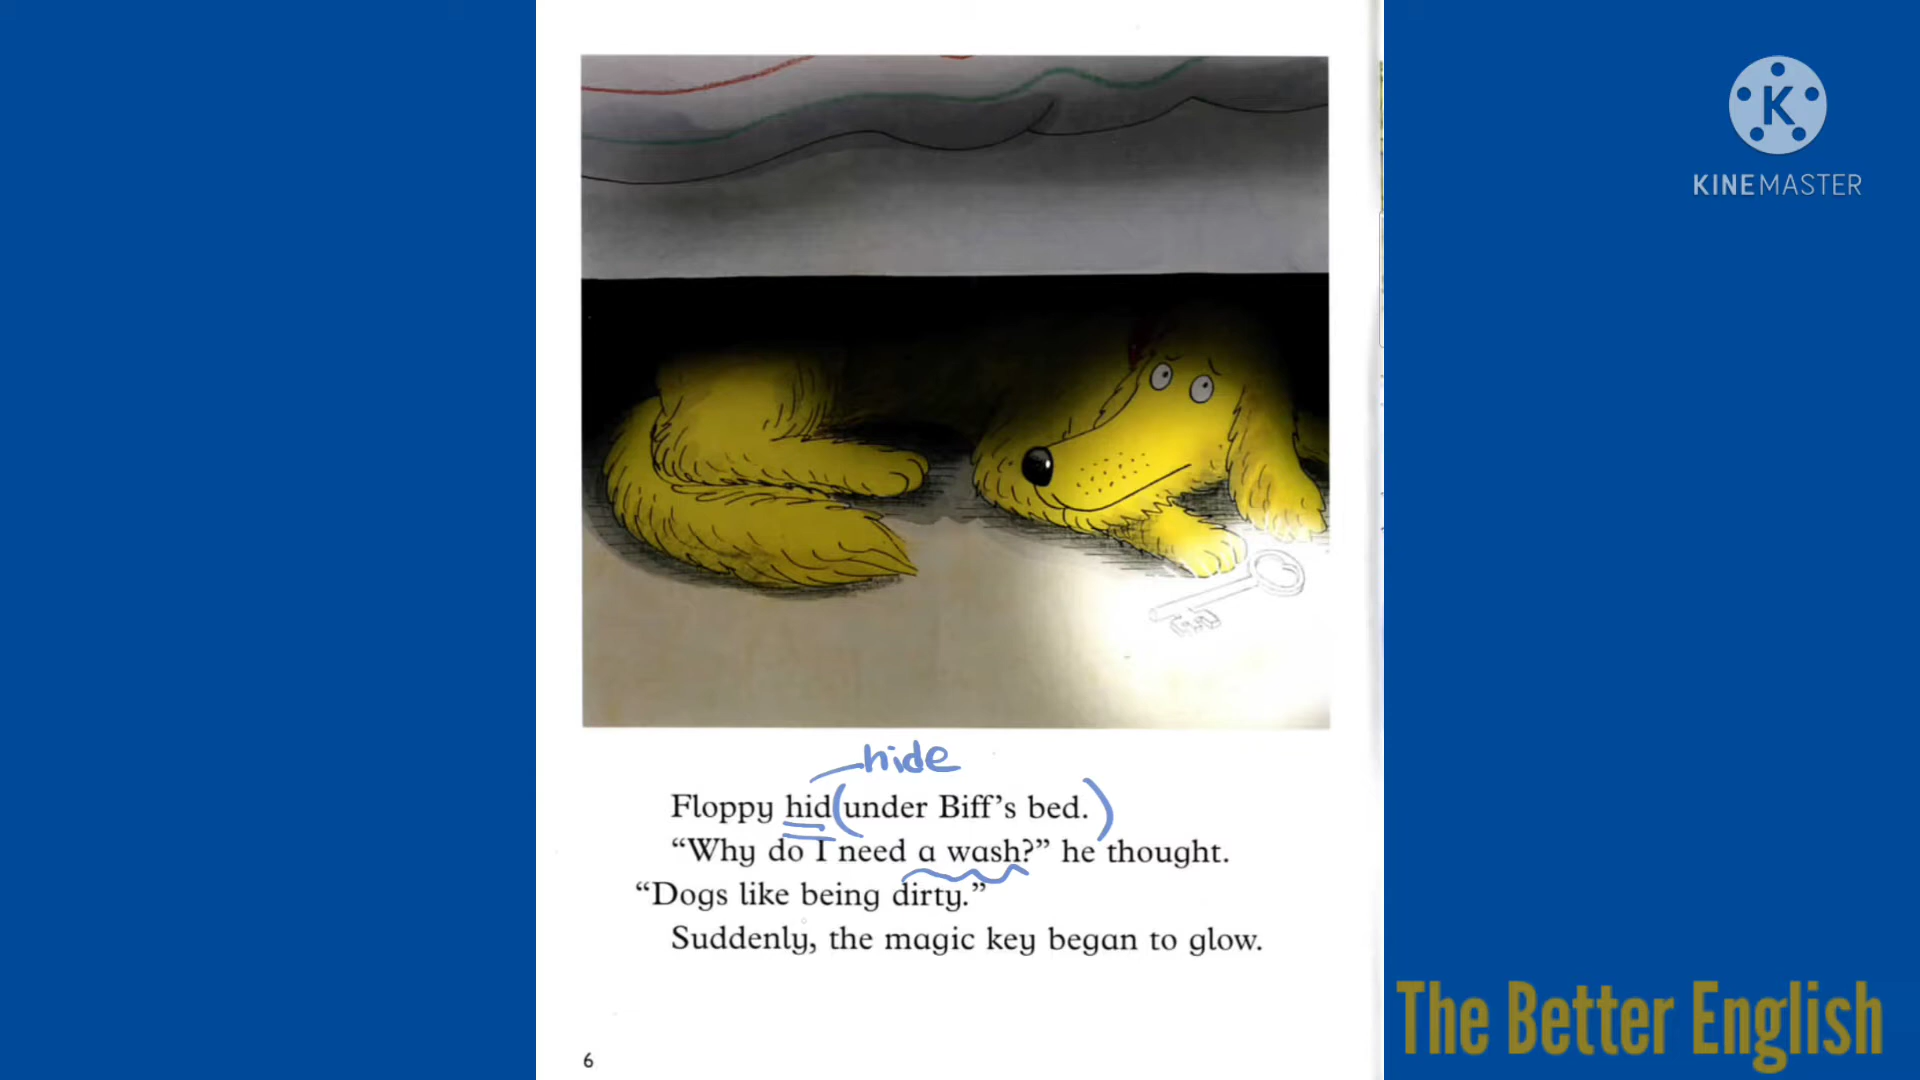 K
KINEMASTER
hide
Floppy hid (under Biff's bed.)
“Why do I need a wash?” he thought.
“Dogs like being dirty.”
Suddenly, the magic key began to glow.
6
The Better English